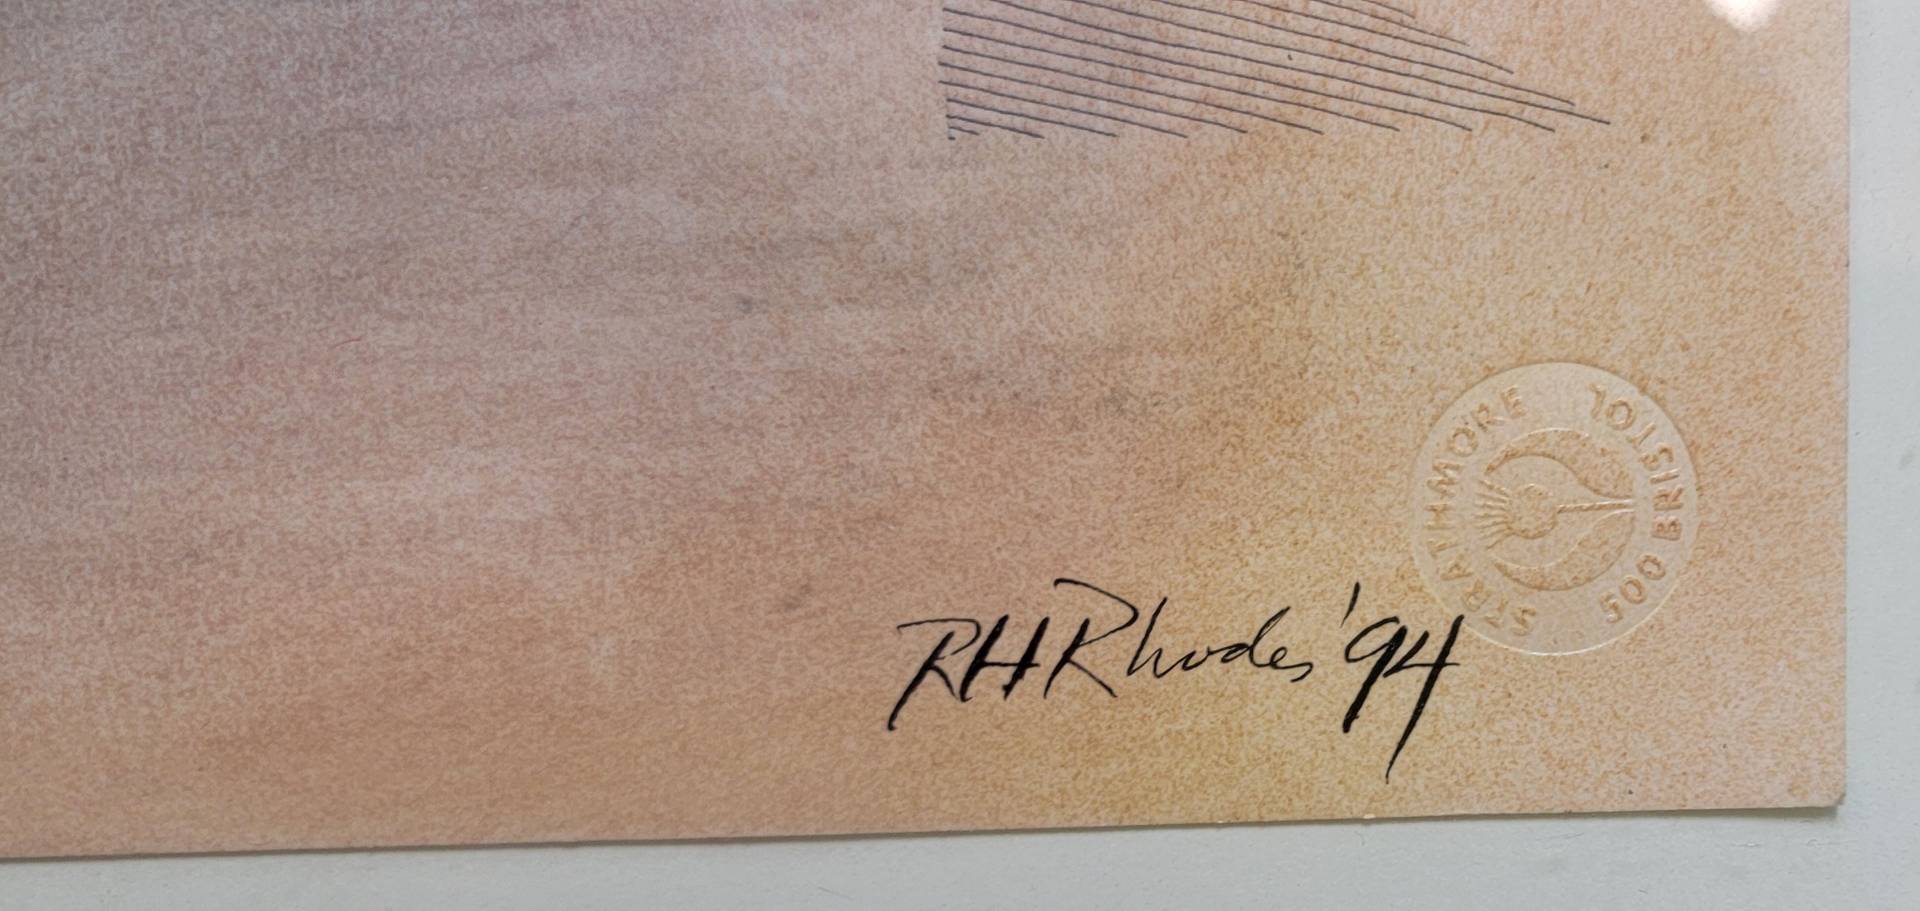 STRATHMORE
500 BRISTOL
RHRhodes '94